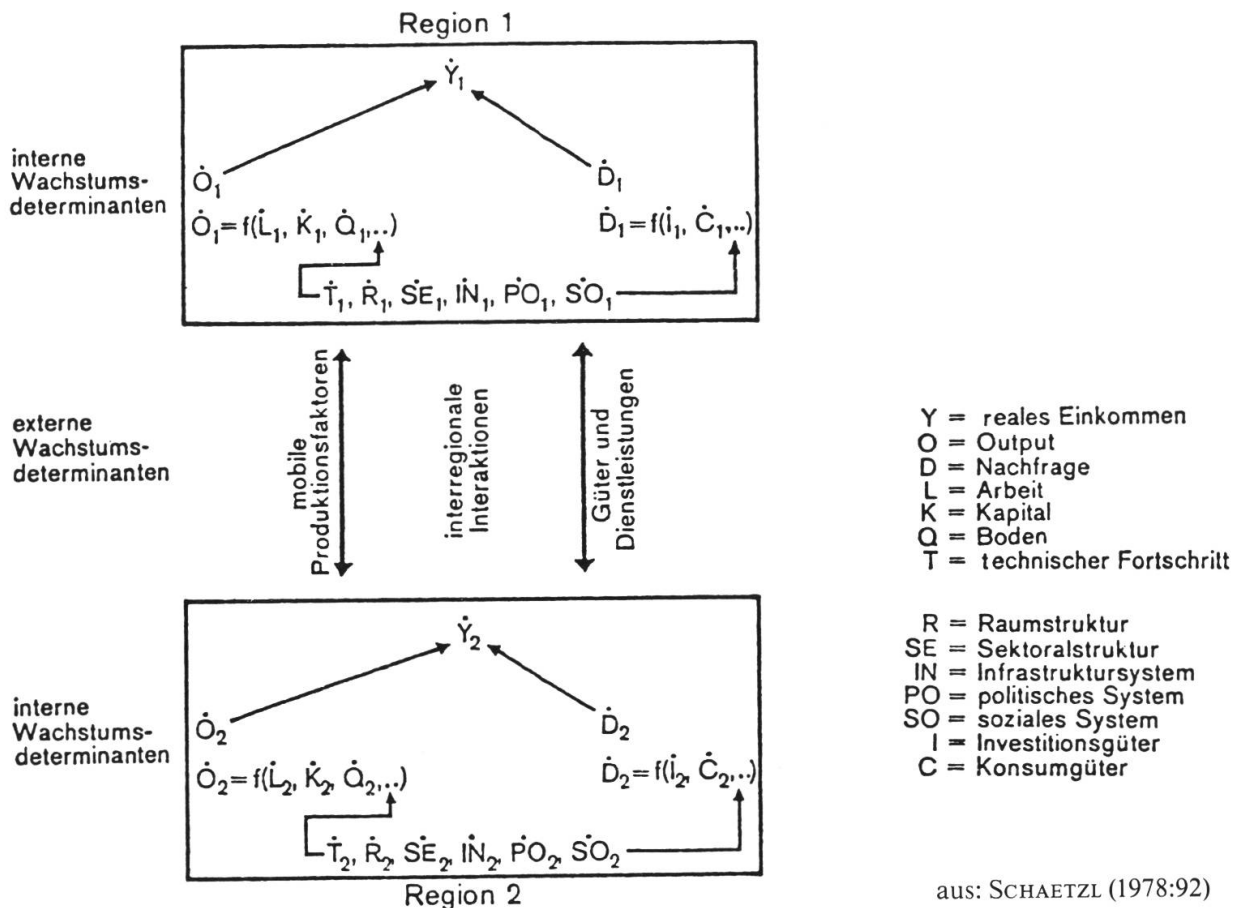 Region 1
Ẏ₁
interne
Wachstums-
determinanten
Ȯ₁
Ḋ₁
Ȯ₁ = f(L̇₁, K̇₁, Q̇₁,..)
Ḋ₁ = f(İ₁, Ċ₁,..)
Ṫ₁, Ṙ₁, SĖ₁, IṄ₁, PȮ₁, SȮ₁
externe
Wachstums-
determinanten
mobile
Produktionsfaktoren
interregionale
Interaktionen
Güter und
Dienstleistungen
Ẏ₂
interne
Wachstums-
determinanten
Ȯ₂
Ḋ₂
Ȯ₂ = f(L̇₂, K̇₂, Q̇₂,..)
Ḋ₂ = f(İ₂, Ċ₂,..)
Ṫ₂, Ṙ₂, SĖ₂, IṄ₂, PȮ₂, SȮ₂
Region 2
Y = reales Einkommen
O = Output
D = Nachfrage
L = Arbeit
K = Kapital
Q = Boden
T = technischer Fortschritt
R = Raumstruktur
SE = Sektoralstruktur
IN = Infrastruktursystem
PO = politisches System
SO = soziales System
I = Investitionsgüter
C = Konsumgüter
aus: SCHAETZL (1978:92)